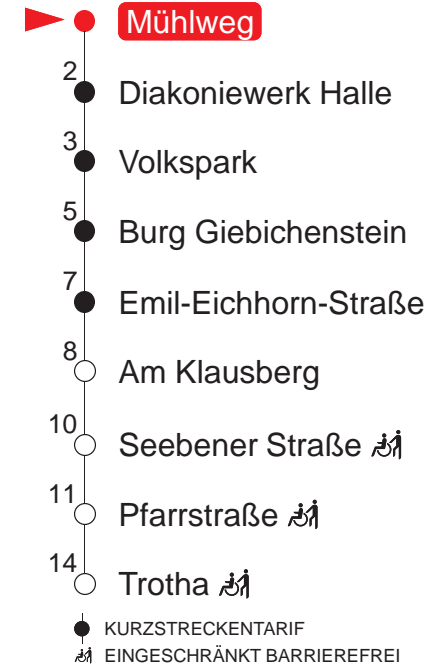 Mühlweg
2
Diakoniewerk Halle
3
Volkspark
5
Burg Giebichenstein
7
Emil-Eichhorn-Straße
8
Am Klausberg
10
Seebener Straße
11
Pfarrstraße
14
Trotha
KURZSTRECKENTARIF
EINGESCHRÄNKT BARRIEREFREI